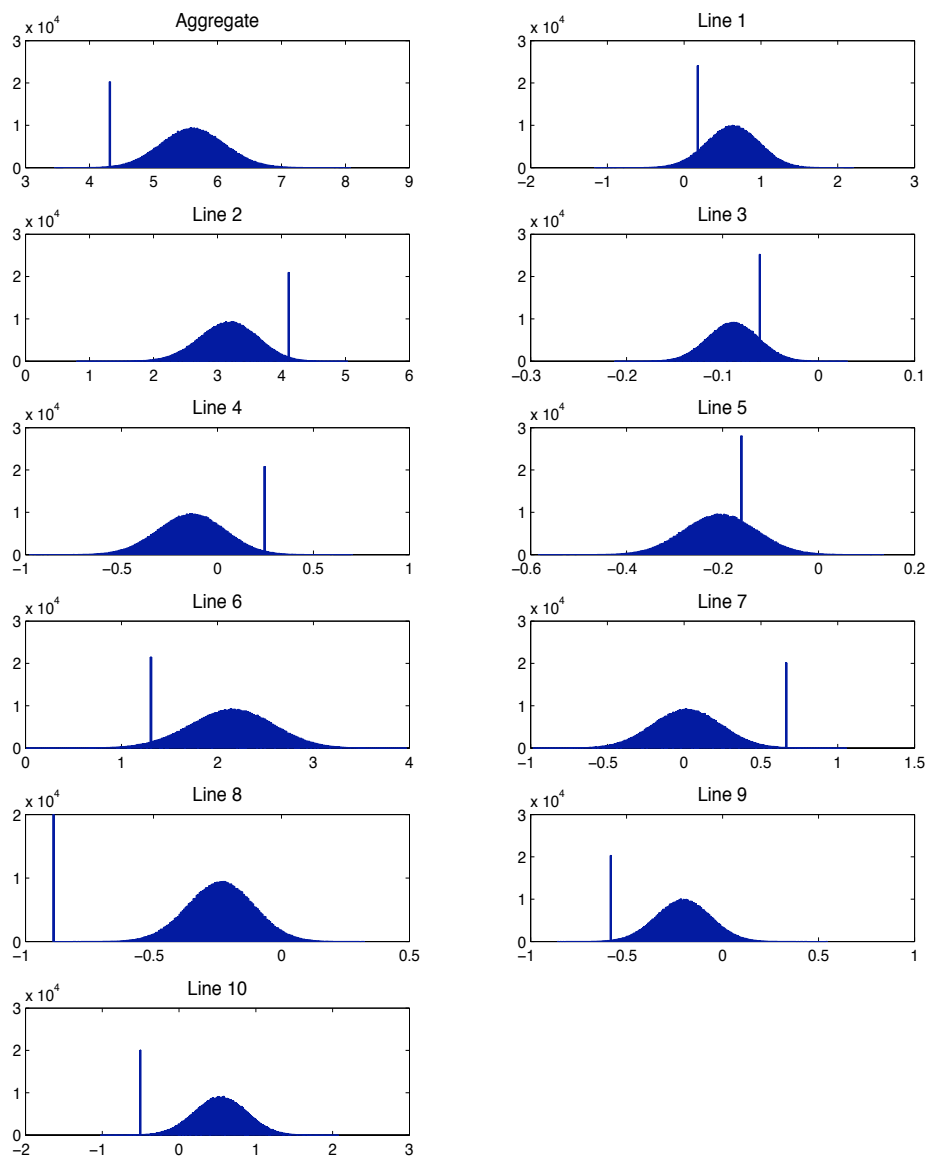 Aggregate
x 10^4
3
2
1
0
3 4 5 6 7 8 9
Line 1
x 10^4
3
2
1
0
−2 −1 0 1 2 3
Line 2
x 10^4
3
2
1
0
0 1 2 3 4 5 6
Line 3
x 10^4
3
2
1
0
−0.3 −0.2 −0.1 0 0.1
Line 4
x 10^4
3
2
1
0
−1 −0.5 0 0.5 1
Line 5
x 10^4
3
2
1
0
−0.6 −0.4 −0.2 0 0.2
Line 6
x 10^4
3
2
1
0
0 1 2 3 4
Line 7
x 10^4
3
2
1
0
−1 −0.5 0 0.5 1 1.5
Line 8
x 10^4
2
1
0
−1 −0.5 0 0.5
Line 9
x 10^4
3
2
1
0
−1 −0.5 0 0.5 1
Line 10
x 10^4
3
2
1
0
−2 −1 0 1 2 3